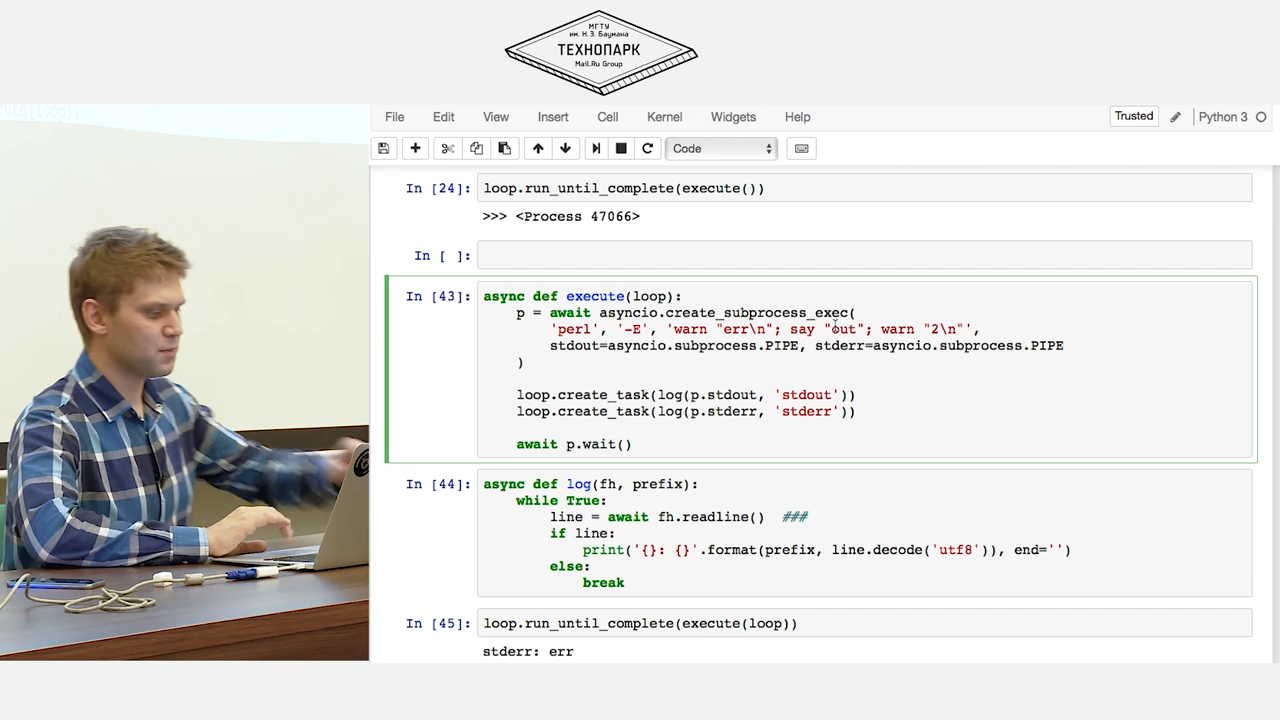 МГТУ
им. Н.Э. Баумана
ТЕХНОПАРК
Mail.Ru Group
File Edit View Insert Cell Kernel Widgets Help Trusted Python 3
Code
In [24]: loop.run_until_complete(execute())
>>> <Process 47066>
In [ ]:
In [43]: async def execute(loop):
p = await asyncio.create_subprocess_exec(
'perl', '-E', 'warn "err\n"; say "out"; warn "2\n"',
stdout=asyncio.subprocess.PIPE, stderr=asyncio.subprocess.PIPE
)
loop.create_task(log(p.stdout, 'stdout'))
loop.create_task(log(p.stderr, 'stderr'))
await p.wait()
In [44]: async def log(fh, prefix):
while True:
line = await fh.readline()  ###
if line:
print('{}: {}'.format(prefix, line.decode('utf8')), end='')
else:
break
In [45]: loop.run_until_complete(execute(loop))
stderr: err